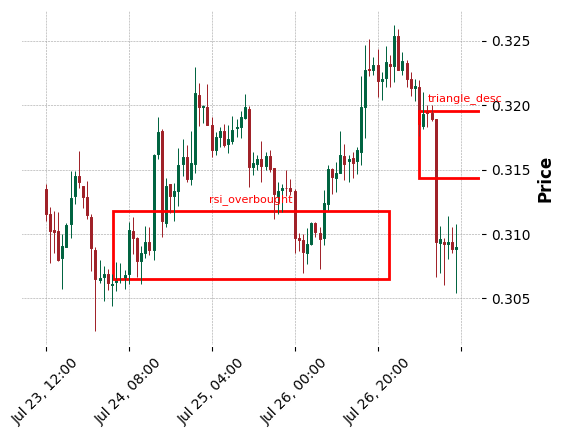 0.325
triangle_desc
0.320
0.315
Price
rsi_overbought
0.310
0.305
Jul 23, 12:00
Jul 24, 08:00
Jul 25, 04:00
Jul 26, 00:00
Jul 26, 20:00